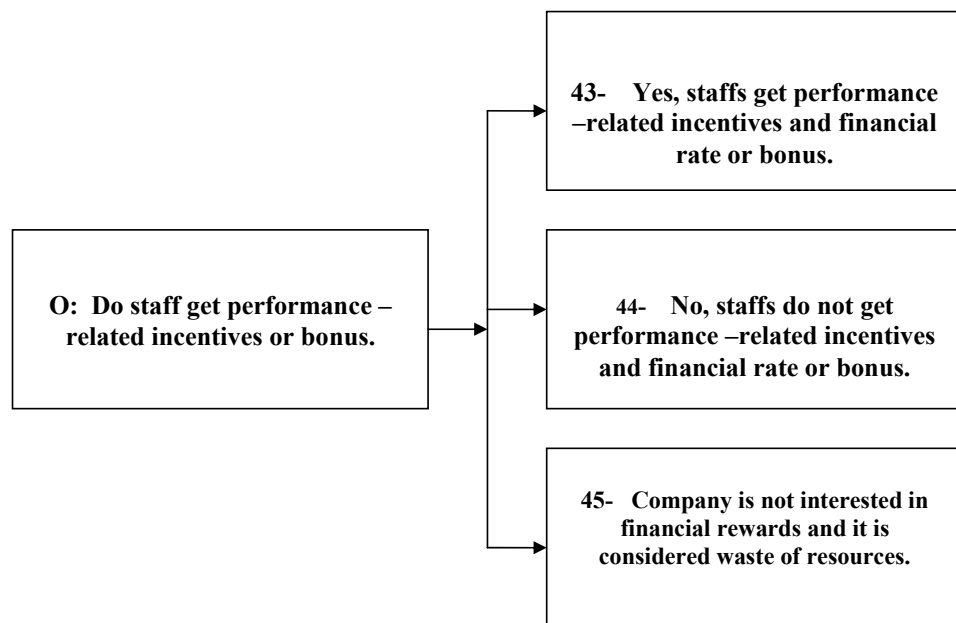 43- Yes, staffs get performance
–related incentives and financial
rate or bonus.
O: Do staff get performance –
related incentives or bonus.
44- No, staffs do not get
performance –related incentives
and financial rate or bonus.
45- Company is not interested in
financial rewards and it is
considered waste of resources.